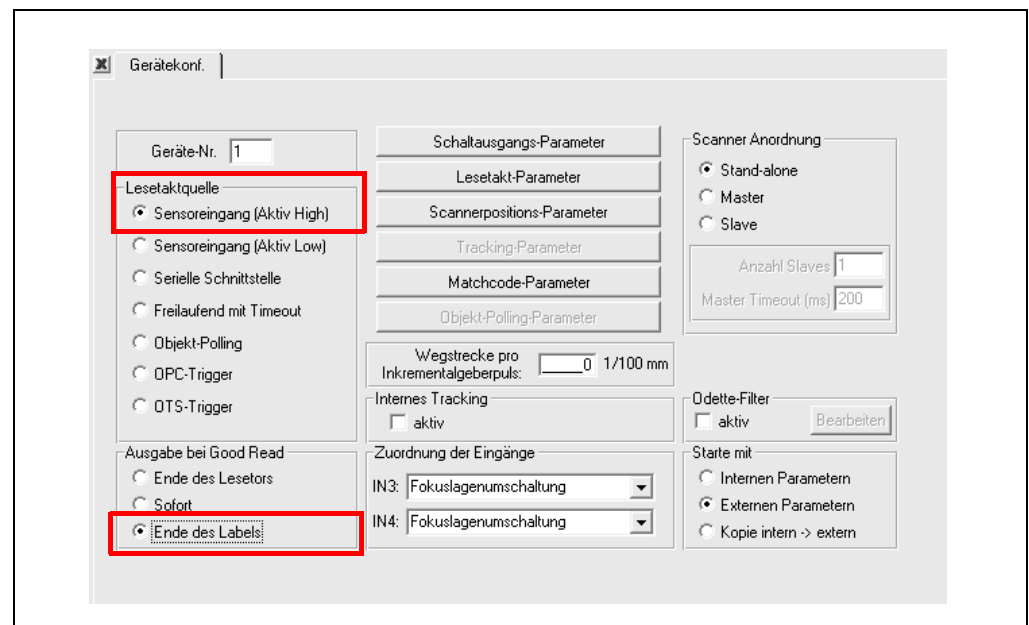 Gerätekonf.
Geräte-Nr. 1
Lesetaktquelle
Sensoreingang (Aktiv High)
Sensoreingang (Aktiv Low)
Serielle Schnittstelle
Freilaufend mit Timeout
Objekt-Polling
OPC-Trigger
OTS-Trigger
Ausgabe bei Good Read
Ende des Lesetors
Sofort
Ende des Labels
Schaltausgangs-Parameter
Lesetakt-Parameter
Scannerpositions-Parameter
Tracking-Parameter
Matchcode-Parameter
Objekt-Polling-Parameter
Wegstrecke pro
Inkrementalgeberpuls: 0 1/100 mm
Internes Tracking
aktiv
Zuordnung der Eingänge
IN3: Fokuslagenumschaltung
IN4: Fokuslagenumschaltung
Scanner Anordnung
Stand-alone
Master
Slave
Anzahl Slaves 1
Master Timeout (ms) 200
Odette-Filter
aktiv Bearbeiten
Starte mit
Internen Parametern
Externen Parametern
Kopie intern -> extern